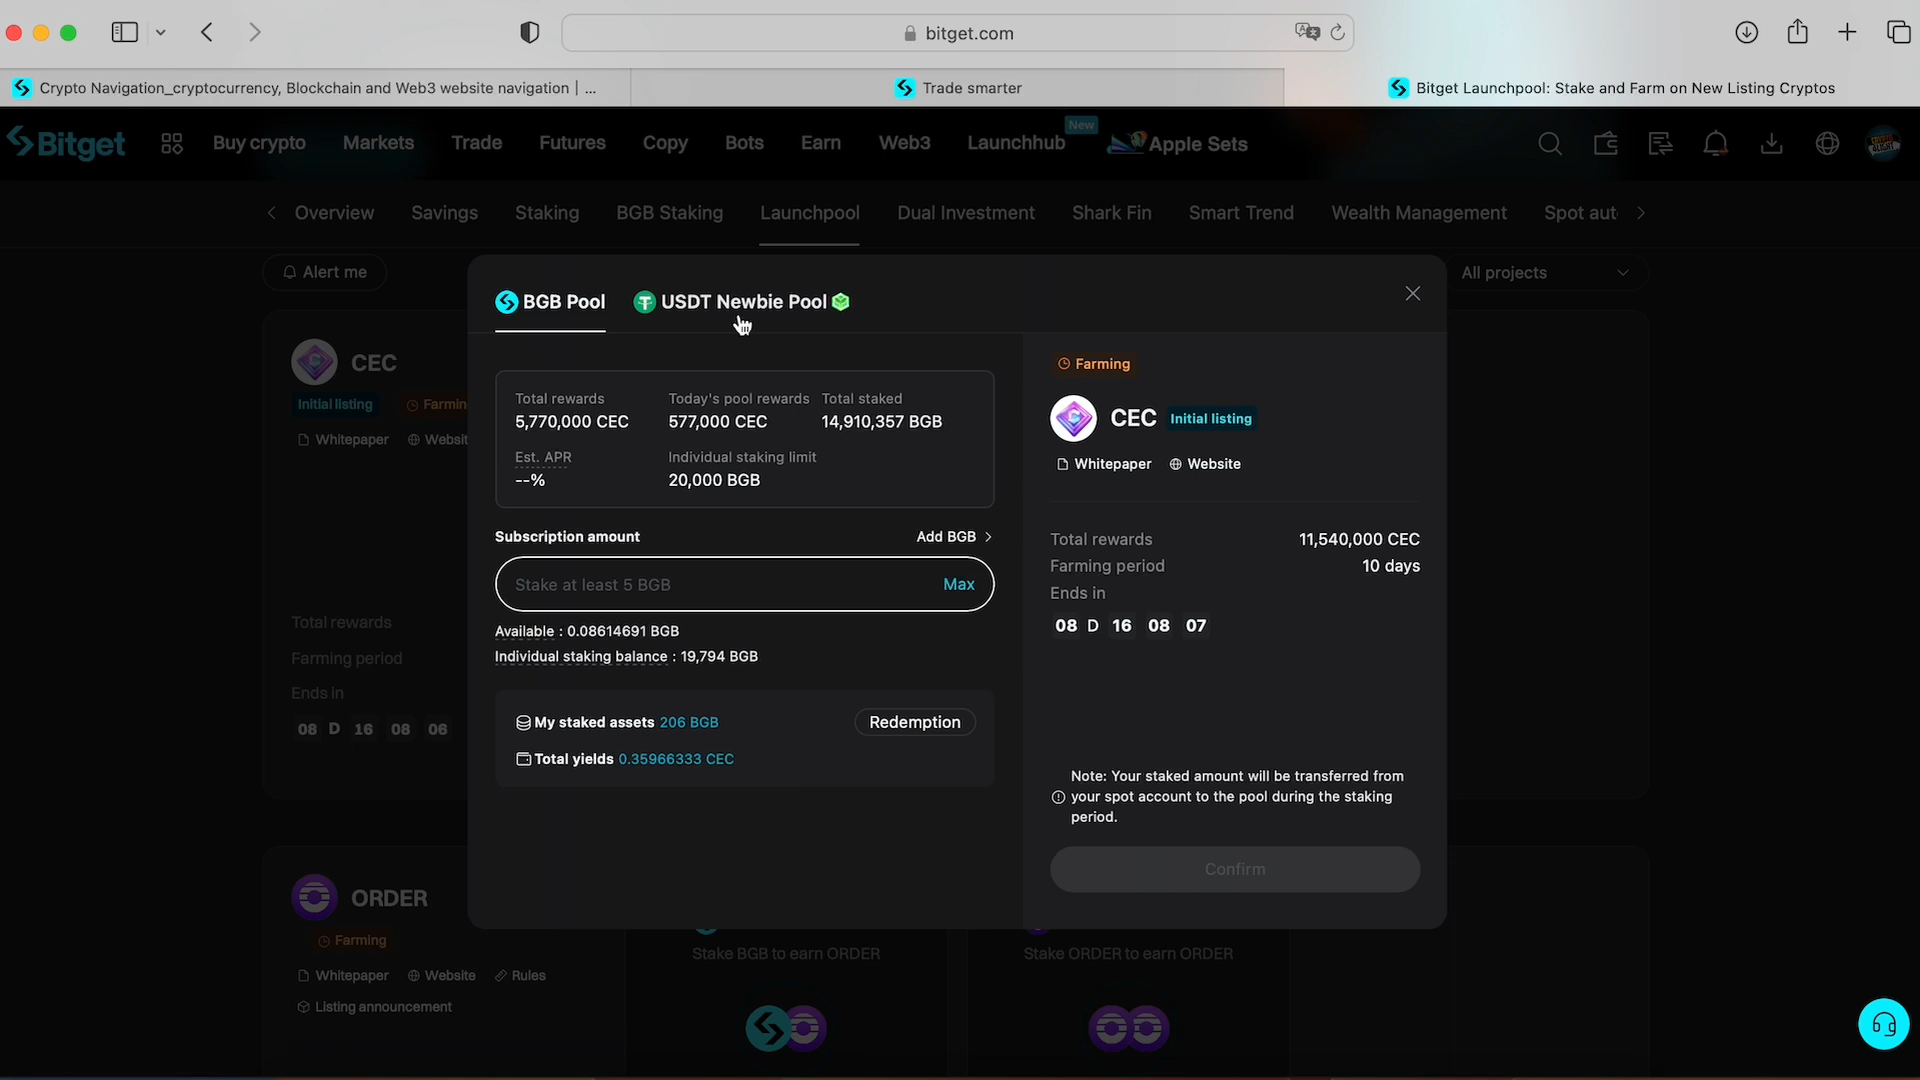 bitget.com
Crypto Navigation_cryptocurrency, Blockchain and Web3 website navigation | ...
Trade smarter
Bitget Launchpool: Stake and Farm on New Listing Cryptos
Bitget
Buy crypto
Markets
Trade
Futures
Copy
Bots
Earn
Web3
Launchhub
New
Apple Sets
Overview
Savings
Staking
BGB Staking
Launchpool
Dual Investment
Shark Fin
Smart Trend
Wealth Management
Spot aut
Alert me
All projects
CEC
Initial listing
Farmin
Whitepaper
Websit
Total rewards
Farming period
Ends in
08 D 16 08 06
BGB Pool
USDT Newbie Pool
Total rewards
5,770,000 CEC
Today's pool rewards
577,000 CEC
Total staked
14,910,357 BGB
Est. APR
--%
Individual staking limit
20,000 BGB
Subscription amount
Add BGB >
Stake at least 5 BGB
Max
Available : 0.08614691 BGB
Individual staking balance : 19,794 BGB
My staked assets 206 BGB
Redemption
Total yields 0.35966333 CEC
Farming
CEC
Initial listing
Whitepaper
Website
Total rewards 11,540,000 CEC
Farming period 10 days
Ends in
08 D 16 08 07
Note: Your staked amount will be transferred from
your spot account to the pool during the staking
period.
Confirm
ORDER
Farming
Whitepaper
Website
Rules
Listing announcement
Stake BGB to earn ORDER
Stake ORDER to earn ORDER